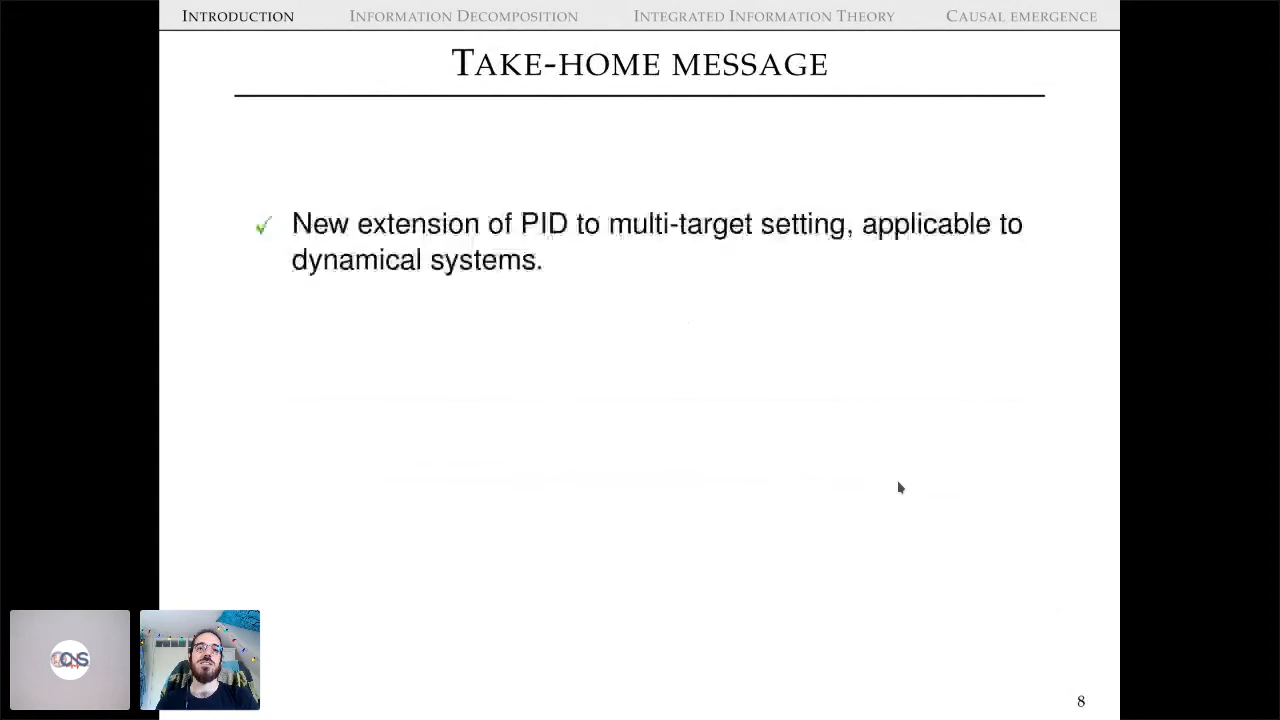 INTRODUCTION INFORMATION DECOMPOSITION INTEGRATED INFORMATION THEORY CAUSAL EMERGENCE
TAKE-HOME MESSAGE
New extension of PID to multi-target setting, applicable to
dynamical systems.
8